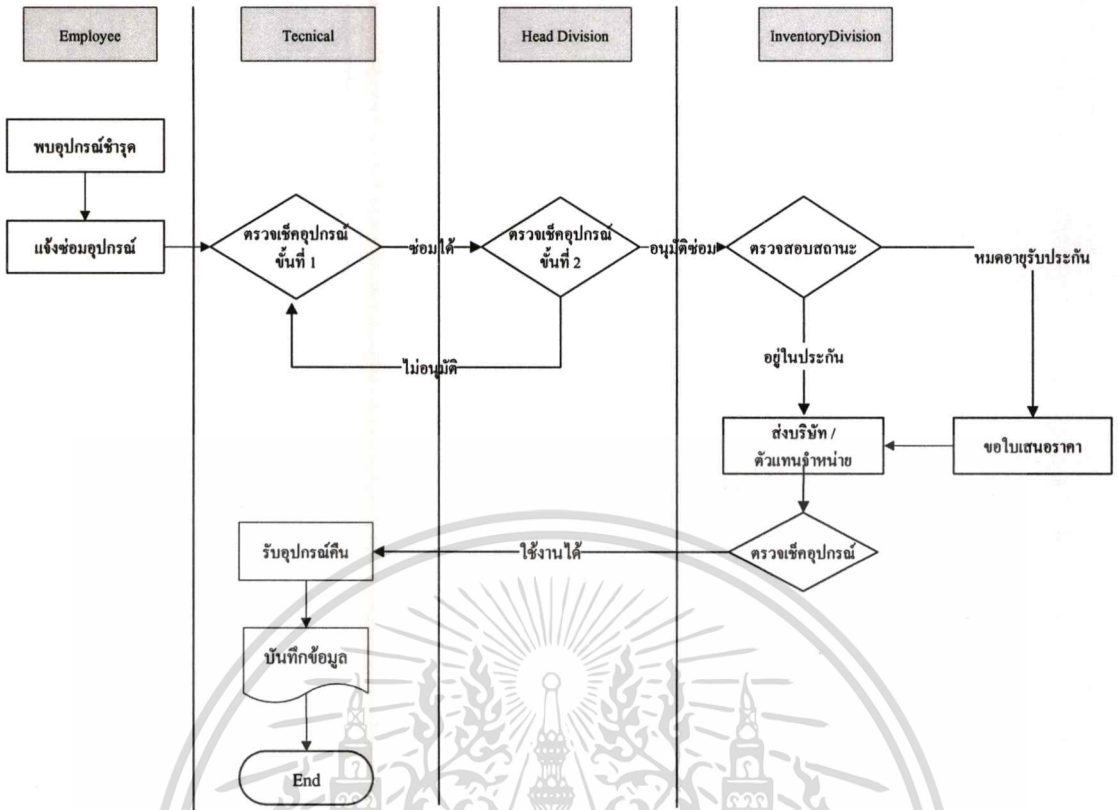 Employee
Tecnical
Head Division
InventoryDivision
พบอุปกรณ์ชำรุด
แจ้งซ่อมอุปกรณ์
ตรวจเช็คอุปกรณ์
ขั้นที่ 1
ซ่อมได้
ตรวจเช็คอุปกรณ์
ขั้นที่ 2
อนุมัติซ่อม
ตรวจสอบสถานะ
หมดอายุรับประกัน
ไม่อนุมัติ
อยู่ในประกัน
ส่งบริษัท /
ตัวแทนจำหน่าย
ขอใบเสนอราคา
รับอุปกรณ์คืน
ใช้งานได้
ตรวจเช็คอุปกรณ์
บันทึกข้อมูล
End